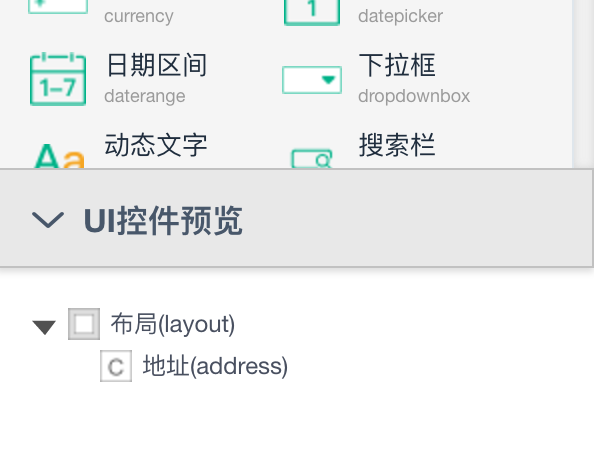 currency
1
datepicker
日期区间
1-7
daterange
下拉框
dropdownbox
Aa
动态文字
搜索栏
UI控件预览
布局(layout)
C
地址(address)